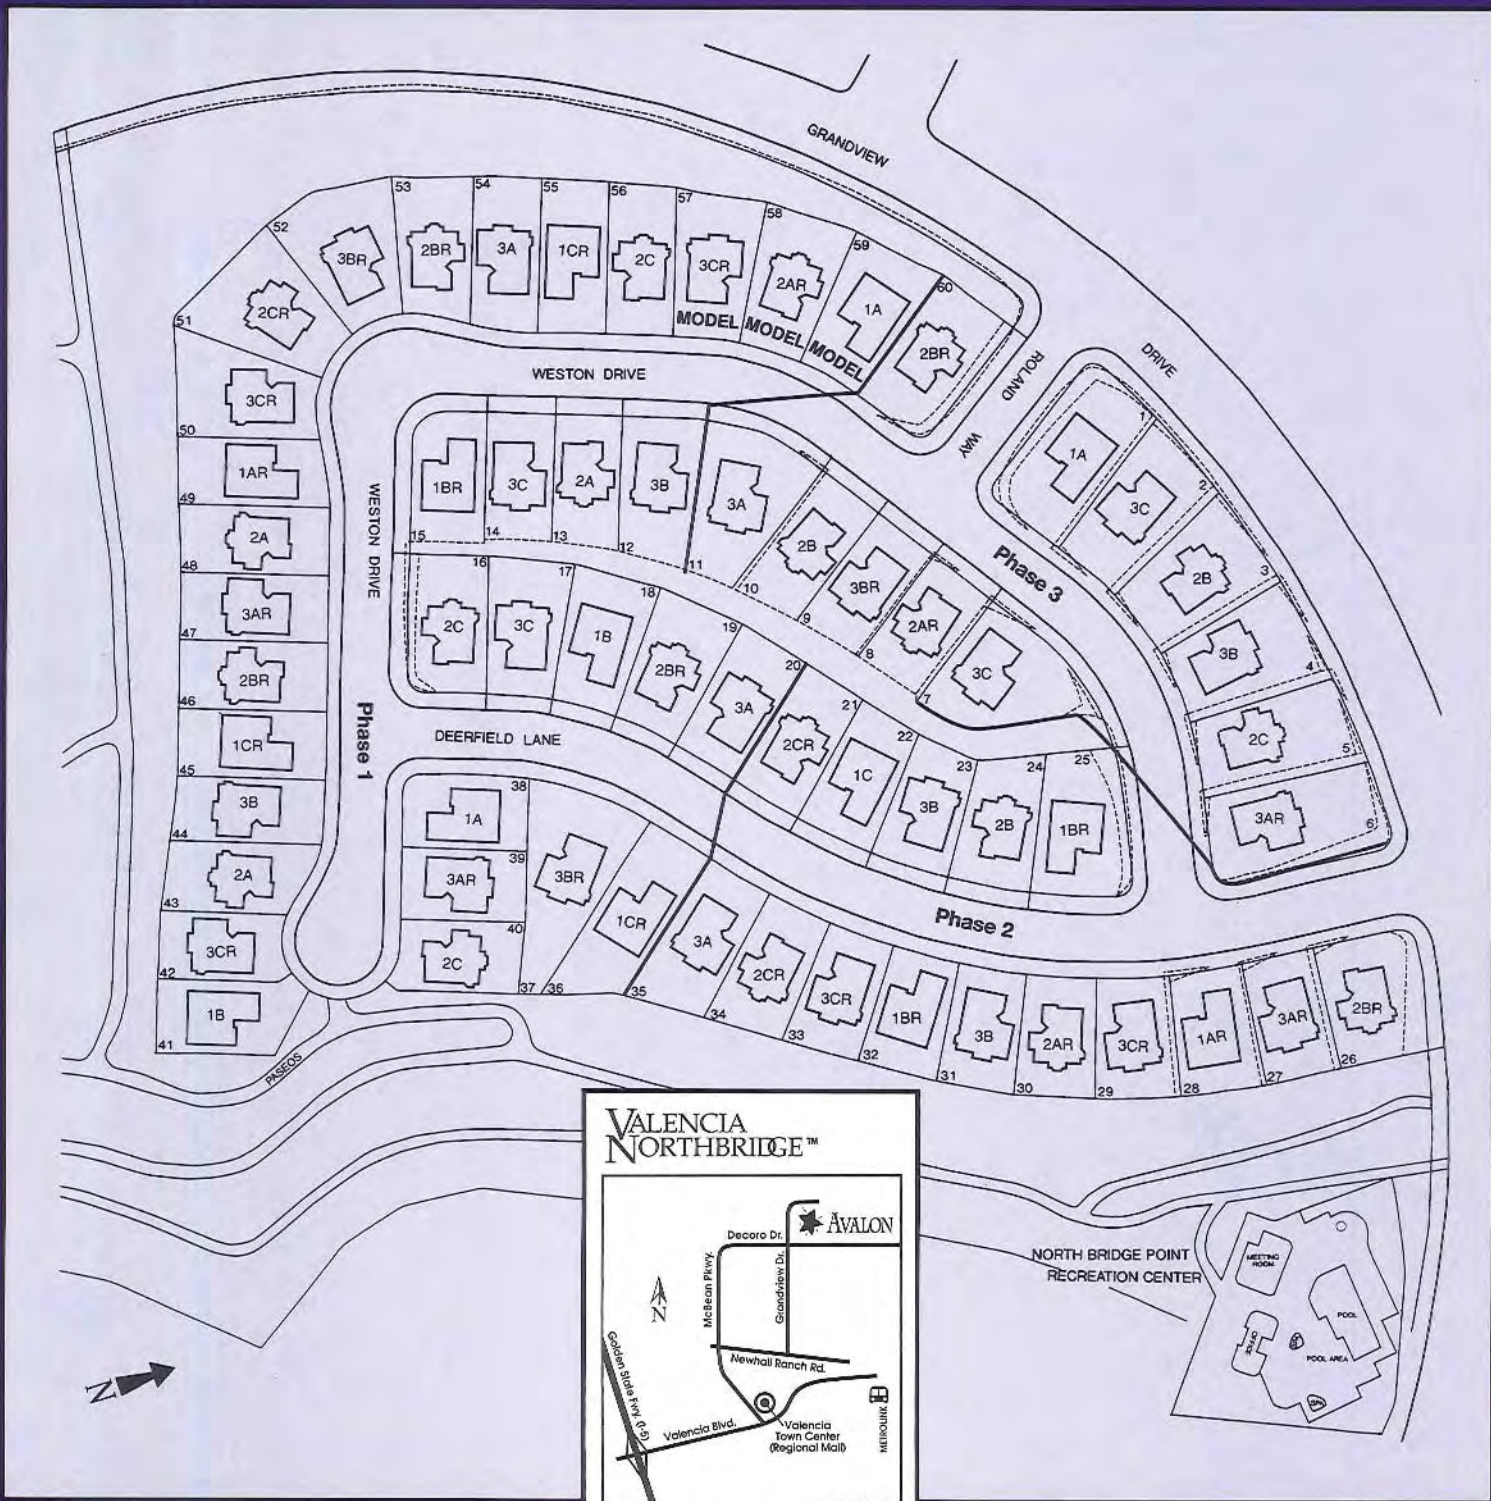 GRANDVIEW
DRIVE
53
54
55
56
57
58
59
60
52
51
3BR
2BR
3A
1CR
2C
3CR
2AR
1A
2BR
2CR
MODEL
MODEL
MODEL
ROLAND
WAY
WESTON DRIVE
1
2
3
4
5
6
1A
3C
2B
3B
2C
3AR
Phase 3
3CR
50
1AR
49
2A
48
3AR
47
2BR
46
1CR
45
3B
44
2A
43
3CR
42
1B
41
WESTON DRIVE
Phase 1
1BR
3C
2A
3B
3A
2B
3BR
2AR
3C
15
14
13
12
11
10
9
8
7
16
17
18
19
20
21
22
23
24
25
2C
3C
1B
2BR
3A
2CR
1C
3B
2B
1BR
DEERFIELD LANE
38
1A
39
3AR
40
2C
3BR
1CR
37
36
35
Phase 2
3A
2CR
3CR
1BR
3B
2AR
3CR
1AR
3AR
2BR
34
33
32
31
30
29
28
27
26
PASEOS
VALENCIA
NORTHBRIDGE™
AVALON
Decoro Dr.
McBean Pkwy.
Grandview Dr.
N
Newhall Ranch Rd.
Golden State Fwy. (I-5)
Valencia Blvd.
Valencia
Town Center
(Regional Mall)
METROLINK
NORTH BRIDGE POINT
RECREATION CENTER
MEETING
ROOM
POOL
OFFICE
POOL AREA
SPA
N